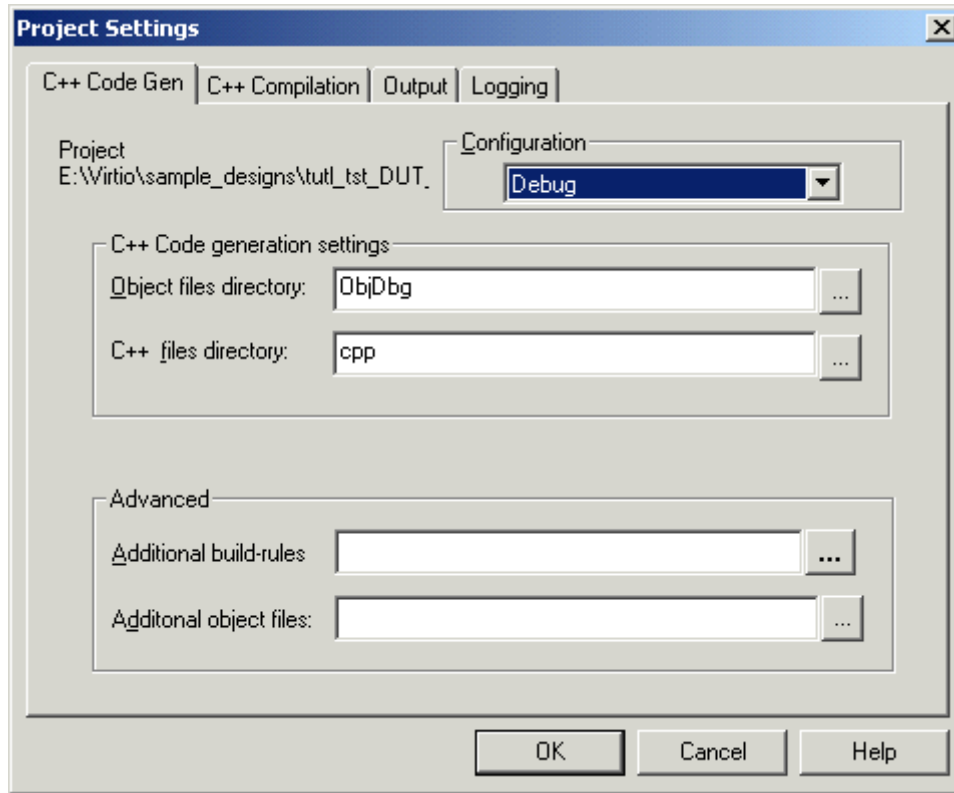 Project Settings
C++ Code Gen C++ Compilation Output Logging
Project
E:\Virtio\sample_designs\tutl_tst_DUT_
Configuration
Debug
C++ Code generation settings
Object files directory: ObjDbg ...
C++ files directory: cpp ...
Advanced
Additional build-rules ...
Additonal object files: ...
OK Cancel Help